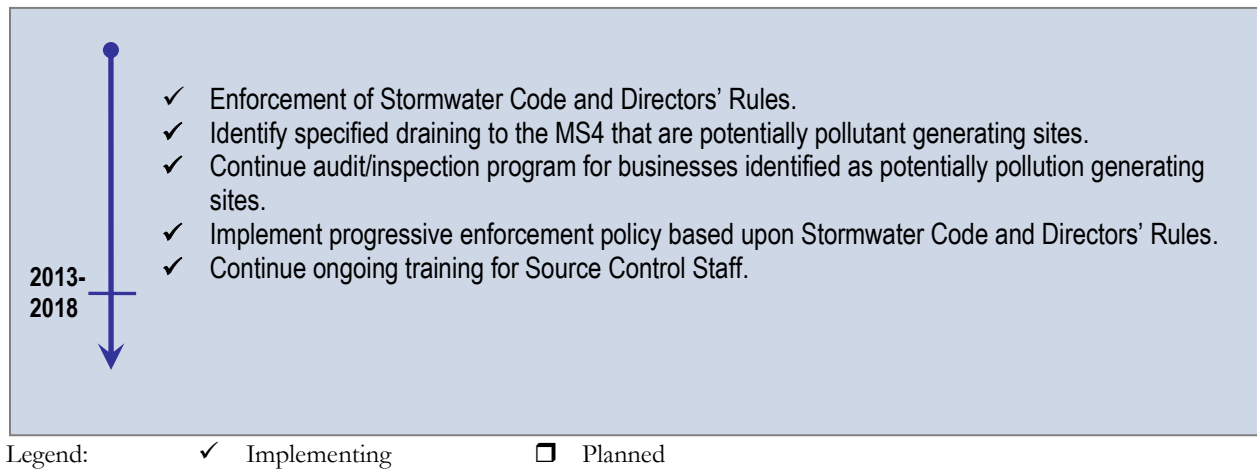 ✓ Enforcement of Stormwater Code and Directors' Rules.
✓ Identify specified draining to the MS4 that are potentially pollutant generating sites.
✓ Continue audit/inspection program for businesses identified as potentially pollution generating
sites.
✓ Implement progressive enforcement policy based upon Stormwater Code and Directors' Rules.
✓ Continue ongoing training for Source Control Staff.
2013-
2018
Legend: ✓ Implementing ❒ Planned